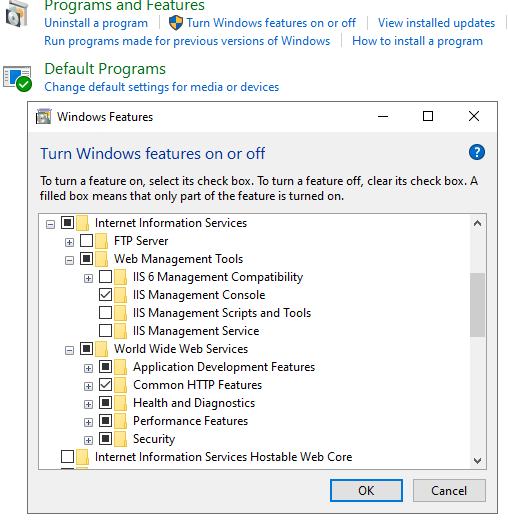 Programs and Features
Uninstall a program
Turn Windows features on or off
View installed updates
Run programs made for previous versions of Windows
How to install a program
Default Programs
Change default settings for media or devices
Windows Features
Turn Windows features on or off
To turn a feature on, select its check box. To turn a feature off, clear its check box. A
filled box means that only part of the feature is turned on.
Internet Information Services
FTP Server
Web Management Tools
IIS 6 Management Compatibility
IIS Management Console
IIS Management Scripts and Tools
IIS Management Service
World Wide Web Services
Application Development Features
Common HTTP Features
Health and Diagnostics
Performance Features
Security
Internet Information Services Hostable Web Core
OK
Cancel